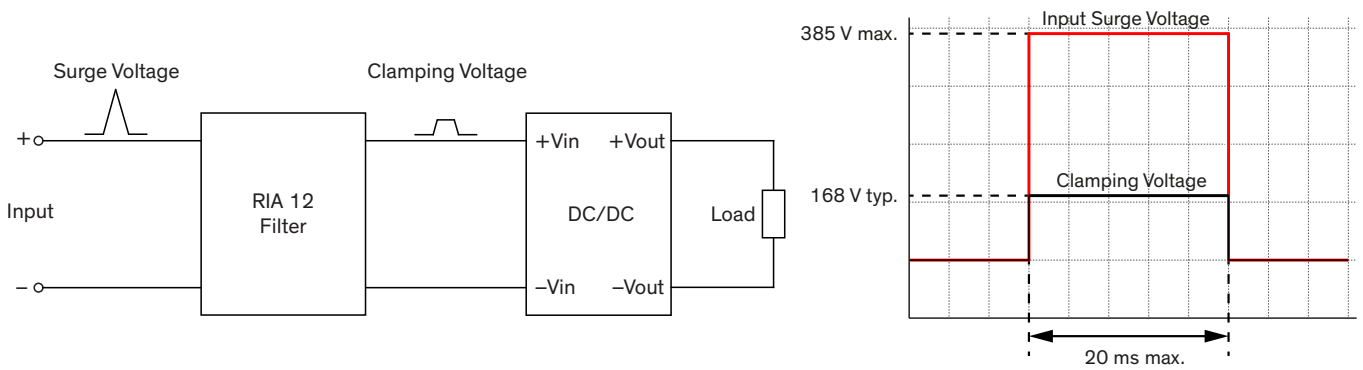 Surge Voltage
Clamping Voltage
+
Input
−
RIA 12
Filter
+Vin
+Vout
DC/DC
−Vin
−Vout
Load
Input Surge Voltage
385 V max.
Clamping Voltage
168 V typ.
20 ms max.